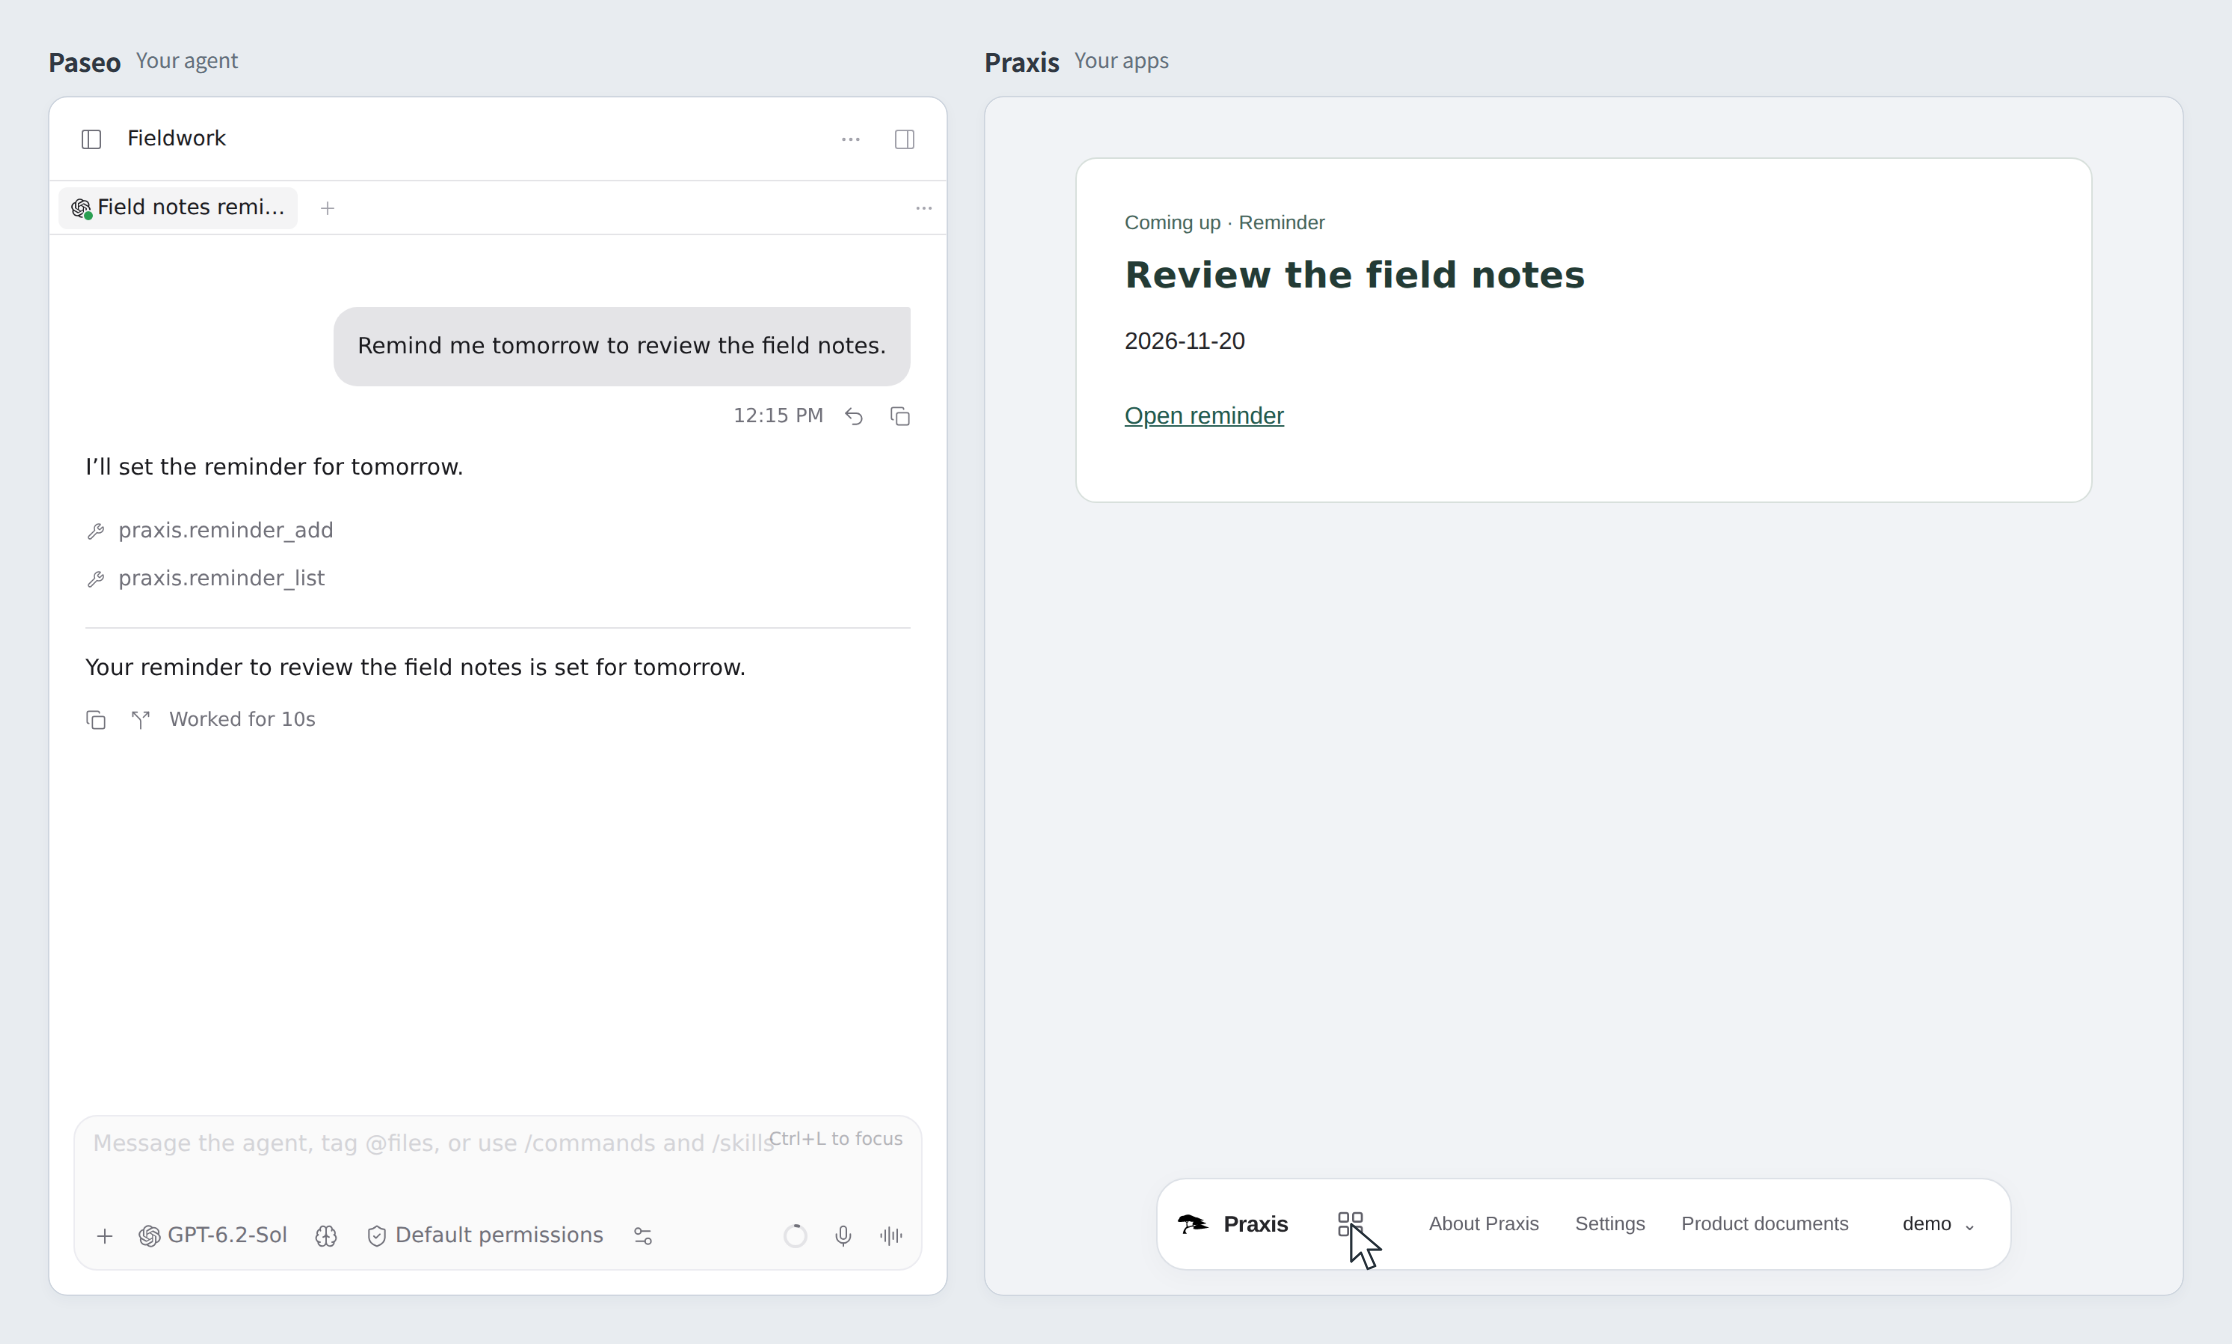 Paseo Your agent
Fieldwork
Field notes remi...
Remind me tomorrow to review the field notes.
12:15 PM
I’ll set the reminder for tomorrow.
praxis.reminder_add
praxis.reminder_list
Your reminder to review the field notes is set for tomorrow.
Worked for 10s
Message the agent, tag @files, or use /commands and /skills
Ctrl+L to focus
GPT-6.2-Sol
Default permissions
Praxis Your apps
Coming up · Reminder
Review the field notes
2026-11-20
Open reminder
Praxis
About Praxis
Settings
Product documents
demo